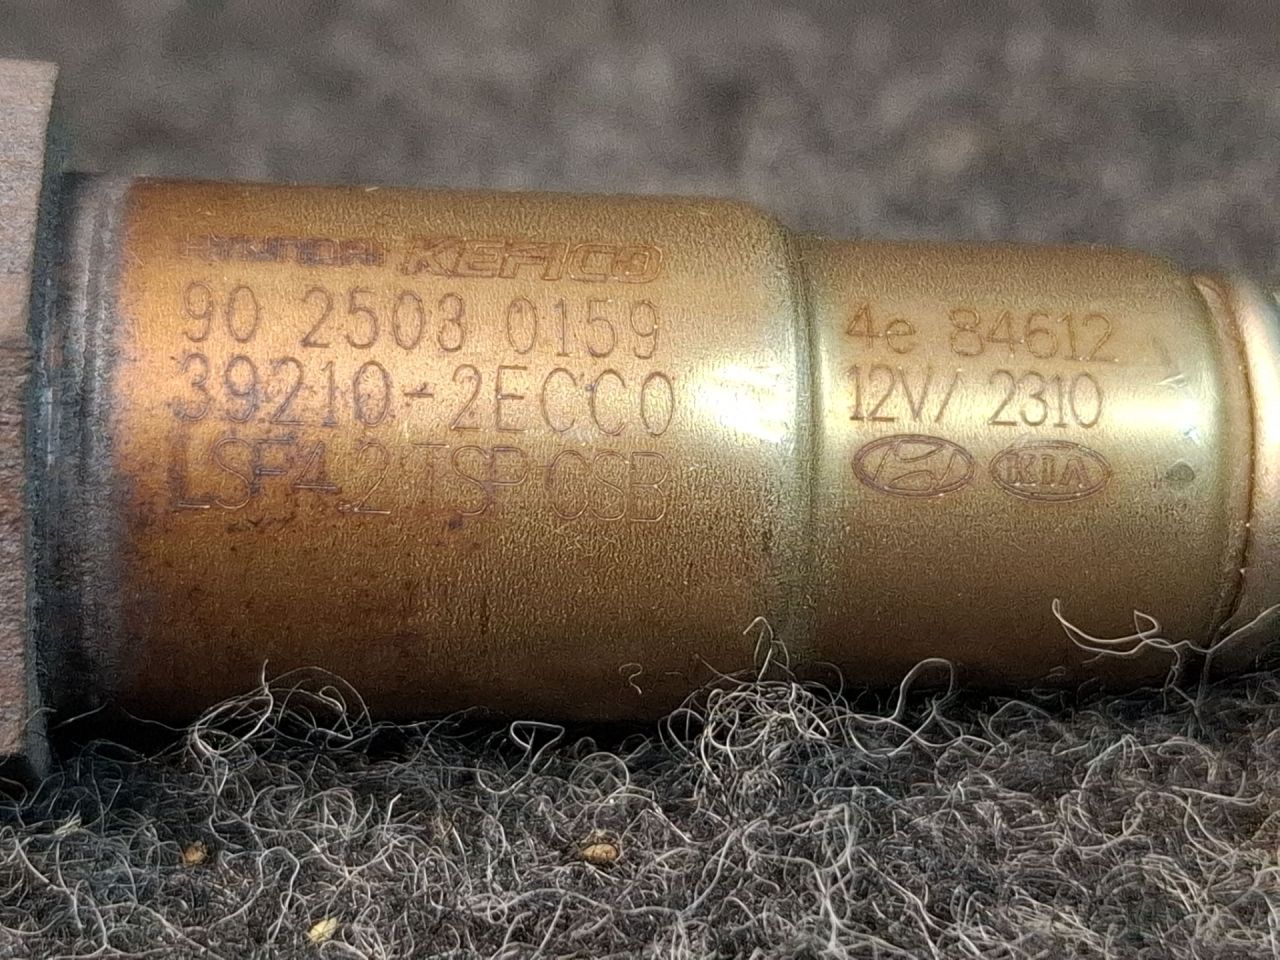 HYUNDAI KEFICO
90 2503 0159
39210-2ECC0
LSF4.2 TSP CSB
4e 84612
12V/ 2310
KIA